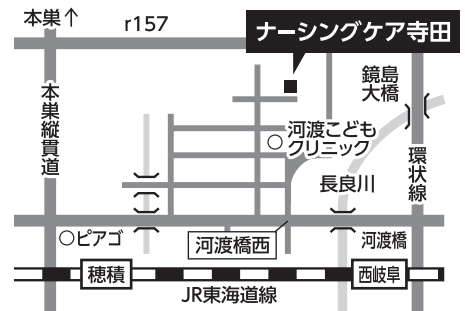 本巣↑
r157
ナーシングケア寺田
鏡島
大橋
本巣縦貫道
河渡こども
クリニック
環状線
長良川
ピアゴ
河渡橋西
河渡橋
穂積
西岐阜
JR東海道線